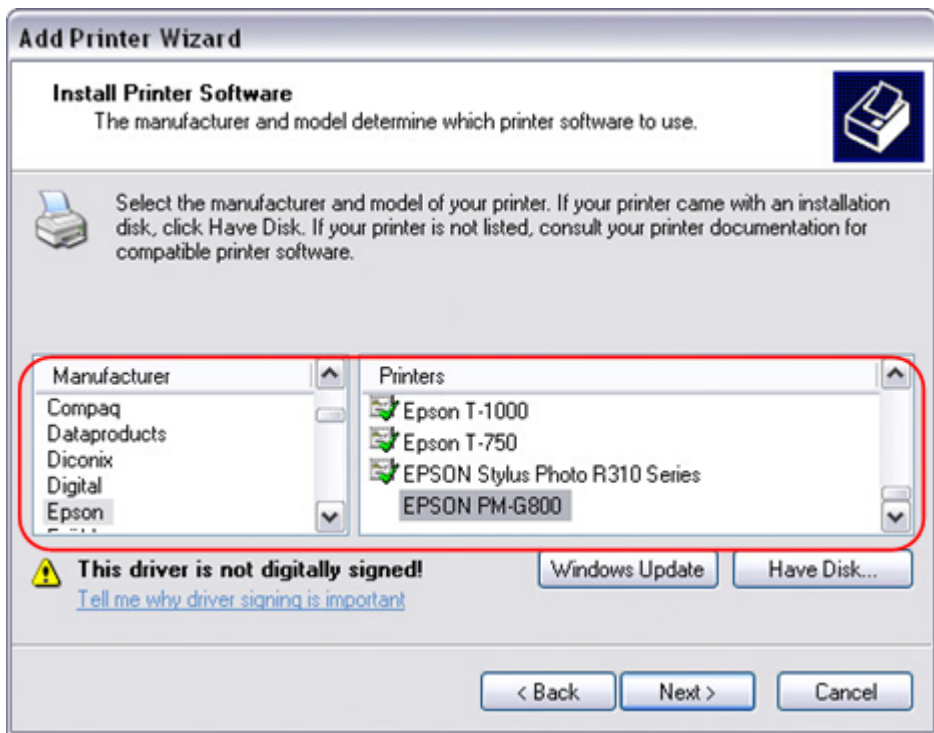 Add Printer Wizard
Install Printer Software
The manufacturer and model determine which printer software to use.
Select the manufacturer and model of your printer. If your printer came with an installation
disk, click Have Disk. If your printer is not listed, consult your printer documentation for
compatible printer software.
Manufacturer
Compaq
Dataproducts
Diconix
Digital
Epson
Printers
Epson T-1000
Epson T-750
EPSON Stylus Photo R310 Series
EPSON PM-G800
This driver is not digitally signed!
Tell me why driver signing is important
Windows Update
Have Disk...
< Back
Next >
Cancel